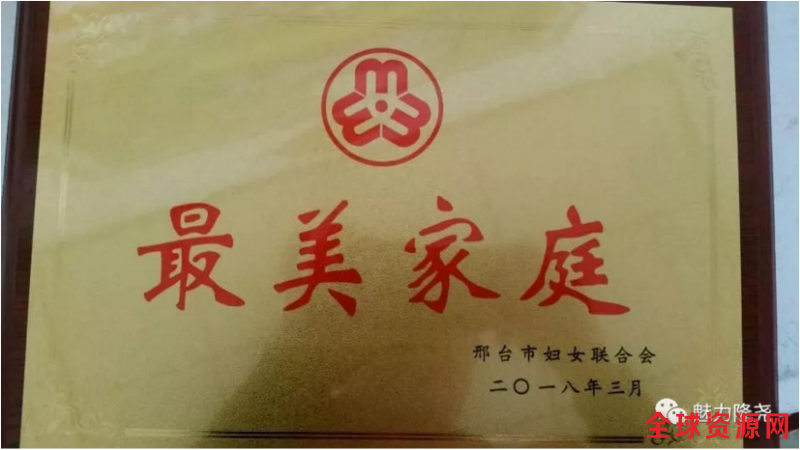 最美家庭
邢台市妇女联合会
二〇一八年三月
魅力隆尧
全球资源网